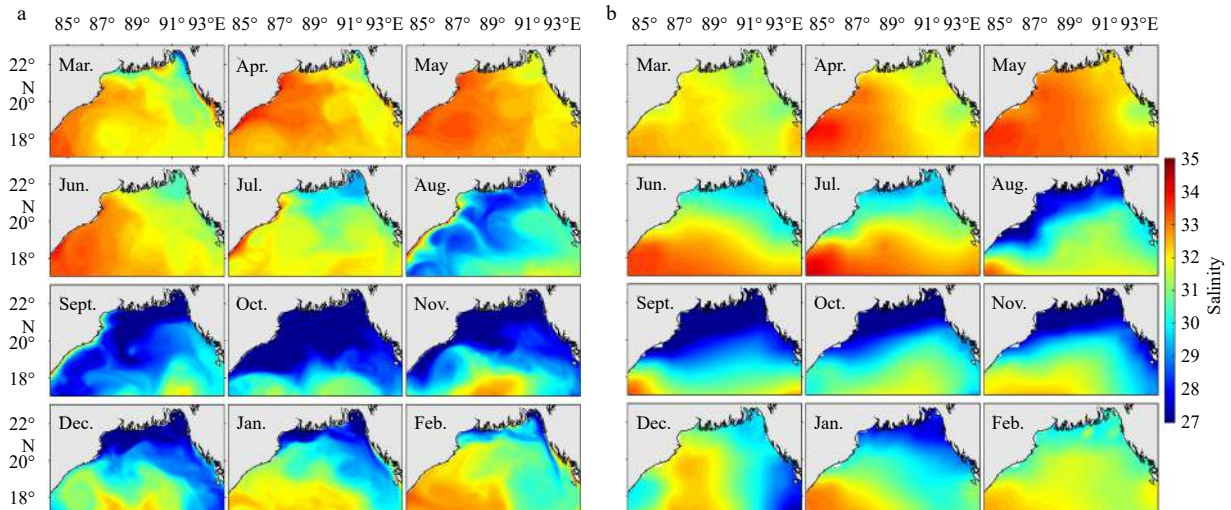 a
85° 87° 89° 91° 93°E 85° 87° 89° 91° 93°E 85° 87° 89° 91° 93°E
b
85° 87° 89° 91° 93°E 85° 87° 89° 91° 93°E 85° 87° 89° 91° 93°E
22°
N
20°
18°
Mar. Apr. May
Mar. Apr. May
22°
N
20°
18°
Jun. Jul. Aug.
Jun. Jul. Aug.
22°
N
20°
18°
Sept. Oct. Nov.
Sept. Oct. Nov.
22°
N
20°
18°
Dec. Jan. Feb.
Dec. Jan. Feb.
35
34
33
32
31
30
29
28
27
Salinity